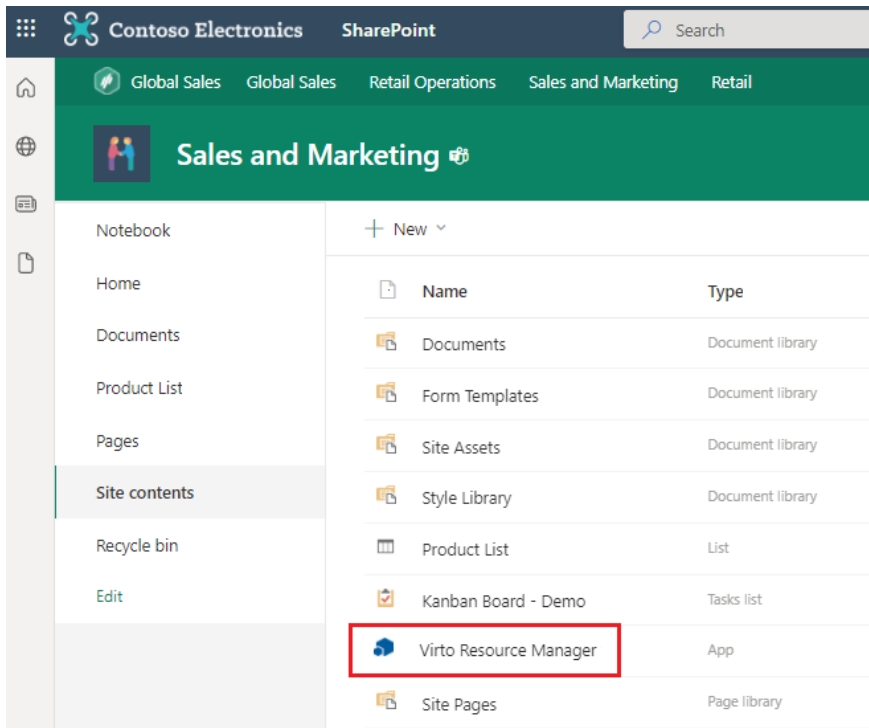 Contoso Electronics SharePoint Search
Global Sales Global Sales Retail Operations Sales and Marketing Retail
Sales and Marketing
Notebook
Home
Documents
Product List
Pages
Site contents
Recycle bin
Edit
New
Name Type
Documents Document library
Form Templates Document library
Site Assets Document library
Style Library Document library
Product List List
Kanban Board - Demo Tasks list
Virto Resource Manager App
Site Pages Page library